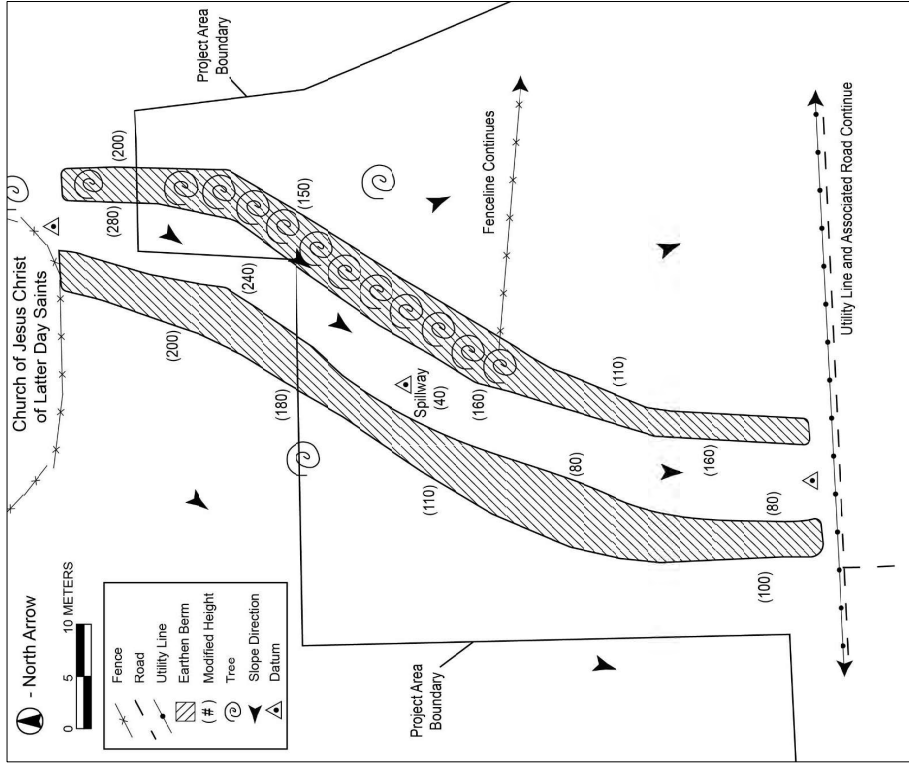 Church of Jesus Christ
of Latter Day Saints
- North Arrow
0 5 10 METERS
Fence
Road
Utility Line
Earthen Berm
(#) Modified Height
Tree
Slope Direction
Datum
Project Area
Boundary
(200)
(280)
(240)
(200)
(150)
(180)
Spillway
(40)
(160)
(110)
(110)
(80)
(160)
(80)
(100)
Fenceline Continues
Project Area
Boundary
Utility Line and Associated Road Continue